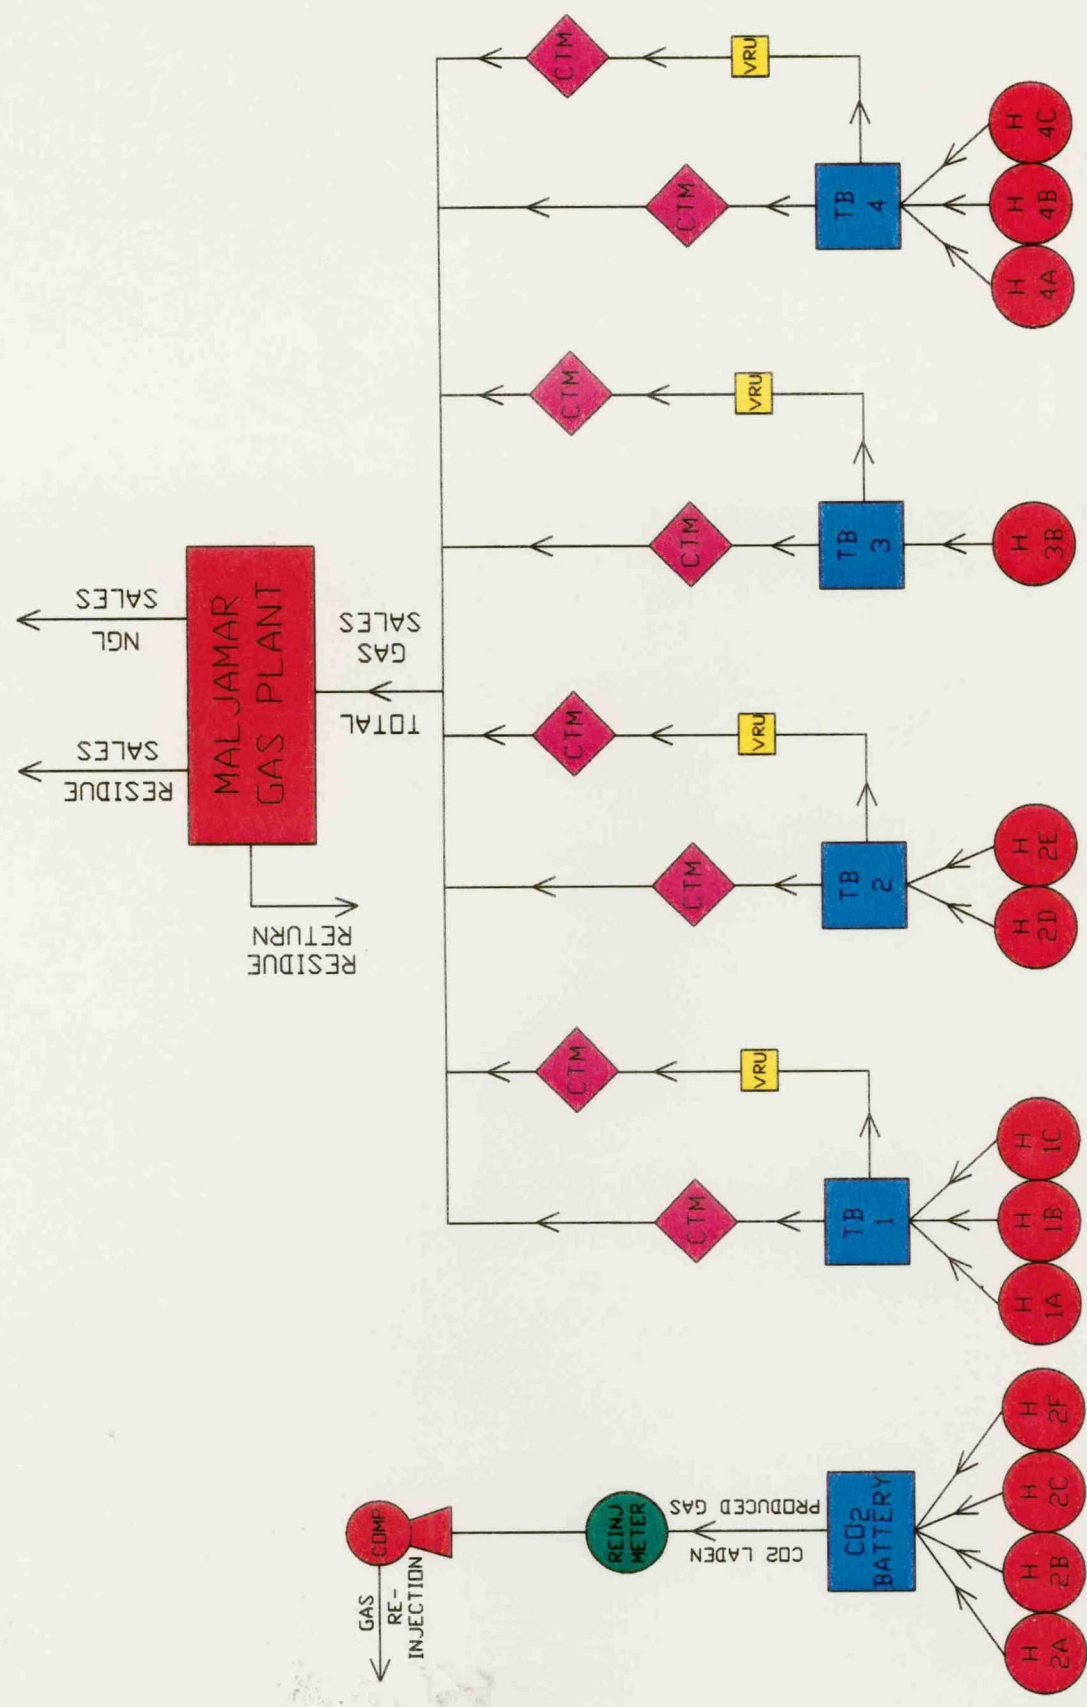 RESIDUE
SALES
NGL
SALES
MALJAMAR
GAS PLANT
RESIDUE
RETURN
TOTAL
GAS
SALES
GAS
RE-
INJECTION
COMP
REINJ
METER
CO2 LADEN
PRODUCED GAS
CTM
CTM
CTM
CTM
CTM
CTM
CTM
CTM
VRU
VRU
VRU
VRU
CO2
BATTERY
TB
1
TB
2
TB
3
TB
4
H
2A
H
2B
H
2C
H
2F
H
1A
H
1B
H
1C
H
2D
H
2E
H
3B
H
4A
H
4B
H
4C